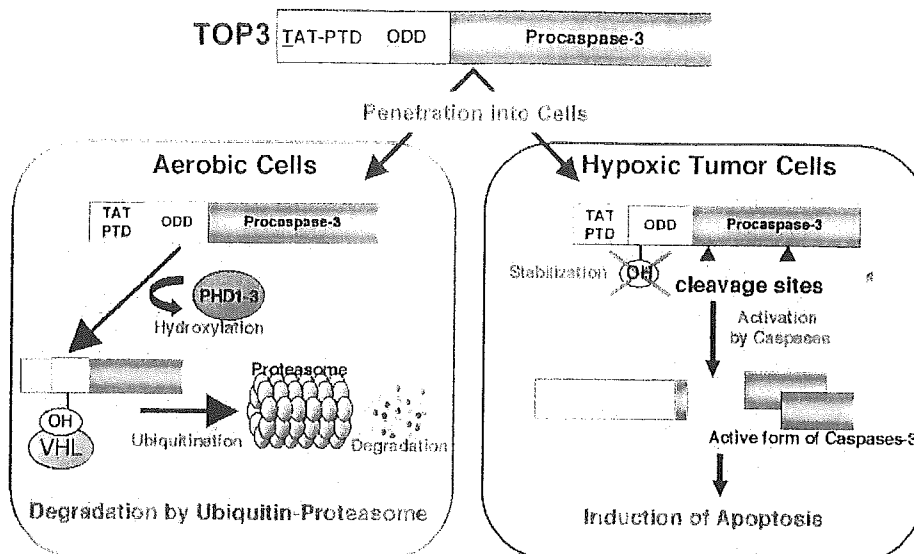 TOP3
TAT-PTD ODD Procaspase-3
Penetration into Cells
Aerobic Cells
TAT
PTD
ODD
Procaspase-3
PHD1-3
Hydroxylation
OH
VHL
Ubiquitination
Proteasome
Degradation
Degradation by Ubiquitin-Proteasome
Hypoxic Tumor Cells
TAT
PTD
ODD
Procaspase-3
Stabilization
OH
cleavage sites
Activation
by Caspases
Active form of Caspases-3
Induction of Apoptosis